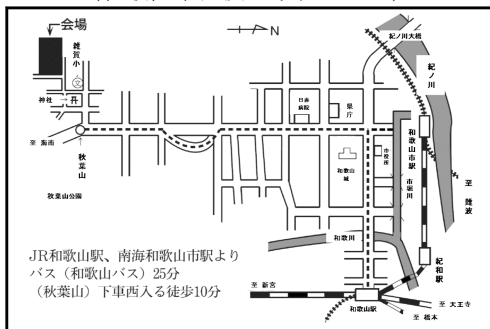 会場
雑賀小
文
神社→
至 海南
秋葉山
秋葉山公園
N
日赤
病院
県庁
市役所
和歌山
城
紀ノ川大橋
紀ノ川
和歌山市駅
市堀川
至 難波
和歌川
紀和駅
至 新宮
和歌山駅
至 天王寺
至 橋本
JR和歌山駅、南海和歌山市駅より
バス（和歌山バス）25分
（秋葉山）下車西入る徒歩10分